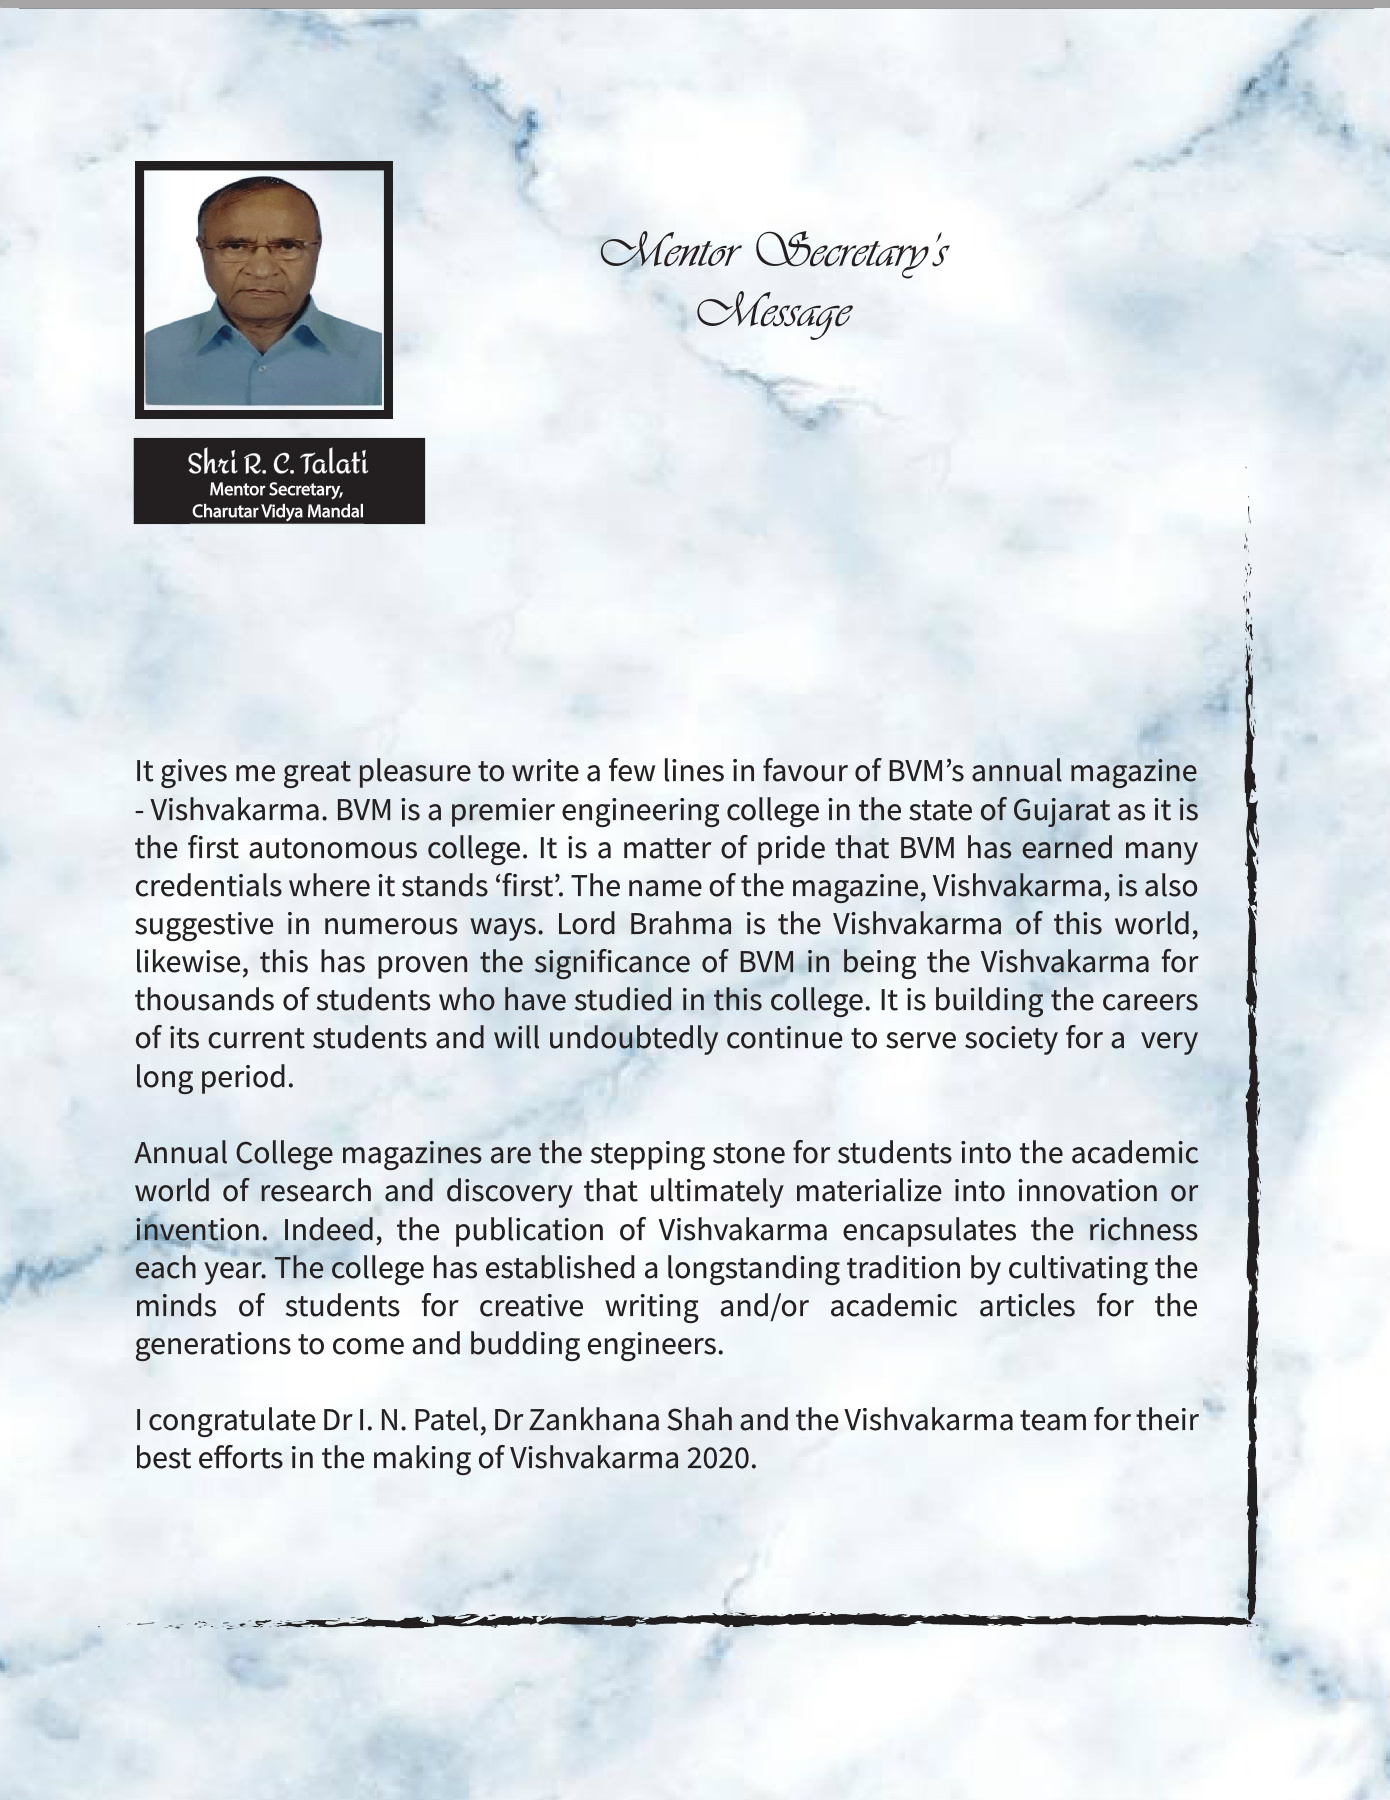 Mentor Secretary's
Message
Shri R. C. Talati
Mentor Secretary,
Charutar Vidya Mandal
It gives me great pleasure to write a few lines in favour of BVM’s annual magazine
- Vishvakarma. BVM is a premier engineering college in the state of Gujarat as it is
the first autonomous college. It is a matter of pride that BVM has earned many
credentials where it stands ‘first’. The name of the magazine, Vishvakarma, is also
suggestive in numerous ways. Lord Brahma is the Vishvakarma of this world,
likewise, this has proven the significance of BVM in being the Vishvakarma for
thousands of students who have studied in this college. It is building the careers
of its current students and will undoubtedly continue to serve society for a  very
long period.
Annual College magazines are the stepping stone for students into the academic
world of research and discovery that ultimately materialize into innovation or
invention. Indeed, the publication of Vishvakarma encapsulates the richness
each year. The college has established a longstanding tradition by cultivating the
minds of students for creative writing and/or academic articles for the
generations to come and budding engineers.
I congratulate Dr I. N. Patel, Dr Zankhana Shah and the Vishvakarma team for their
best efforts in the making of Vishvakarma 2020.